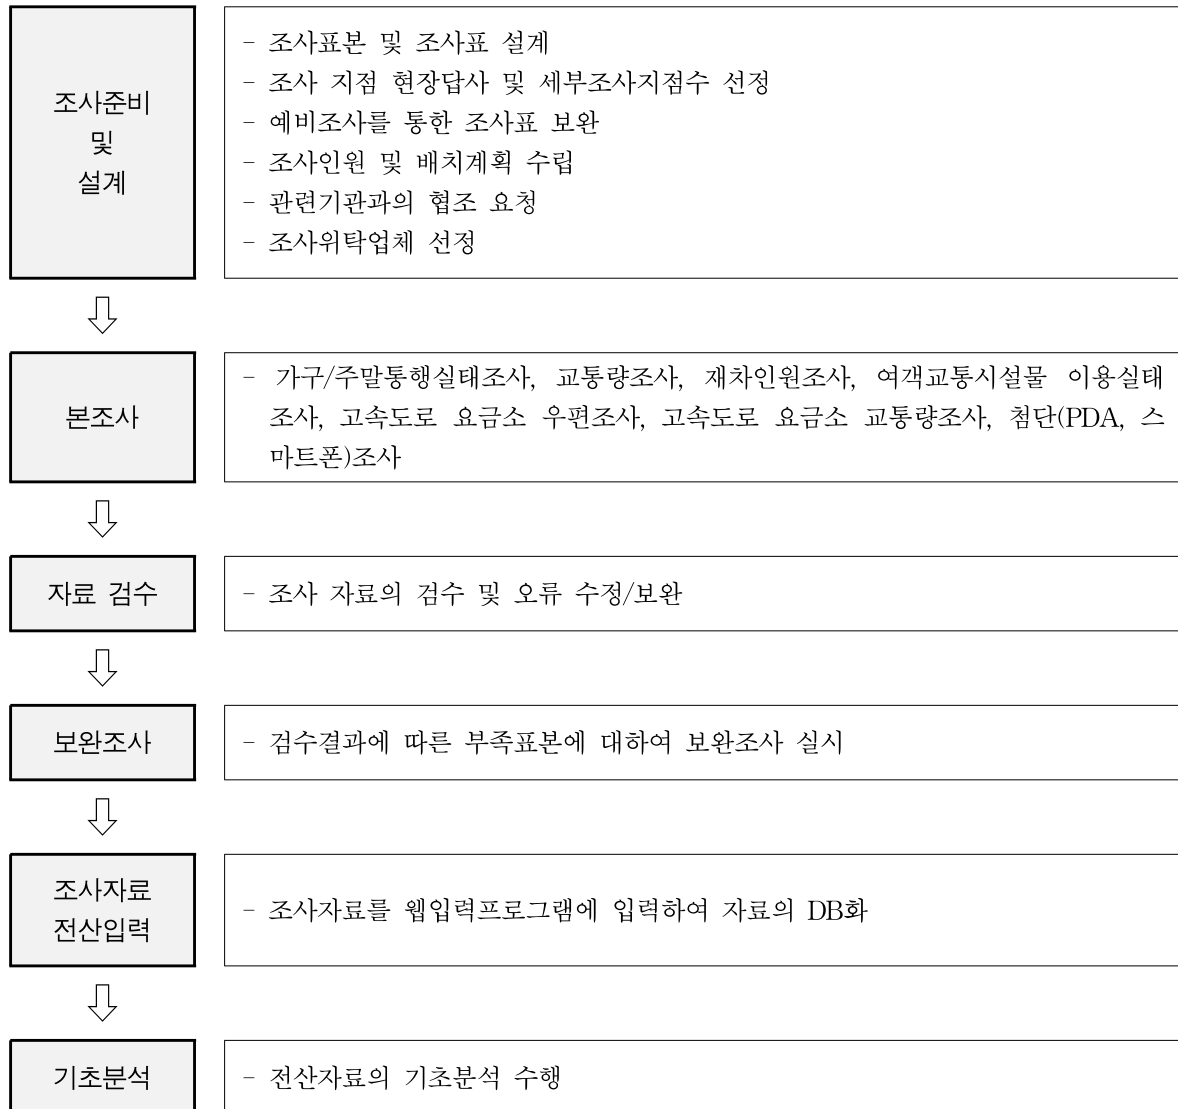 조사준비
및
설계
- 조사표본 및 조사표 설계
- 조사 지점 현장답사 및 세부조사지점수 선정
- 예비조사를 통한 조사표 보완
- 조사인원 및 배치계획 수립
- 관련기관과의 협조 요청
- 조사위탁업체 선정
본조사
- 가구/주말통행실태조사, 교통량조사, 재차인원조사, 여객교통시설물 이용실태
조사, 고속도로 요금소 우편조사, 고속도로 요금소 교통량조사, 첨단(PDA, 스
마트폰)조사
자료 검수
- 조사 자료의 검수 및 오류 수정/보완
보완조사
- 검수결과에 따른 부족표본에 대하여 보완조사 실시
조사자료
전산입력
- 조사자료를 웹입력프로그램에 입력하여 자료의 DB화
기초분석
- 전산자료의 기초분석 수행